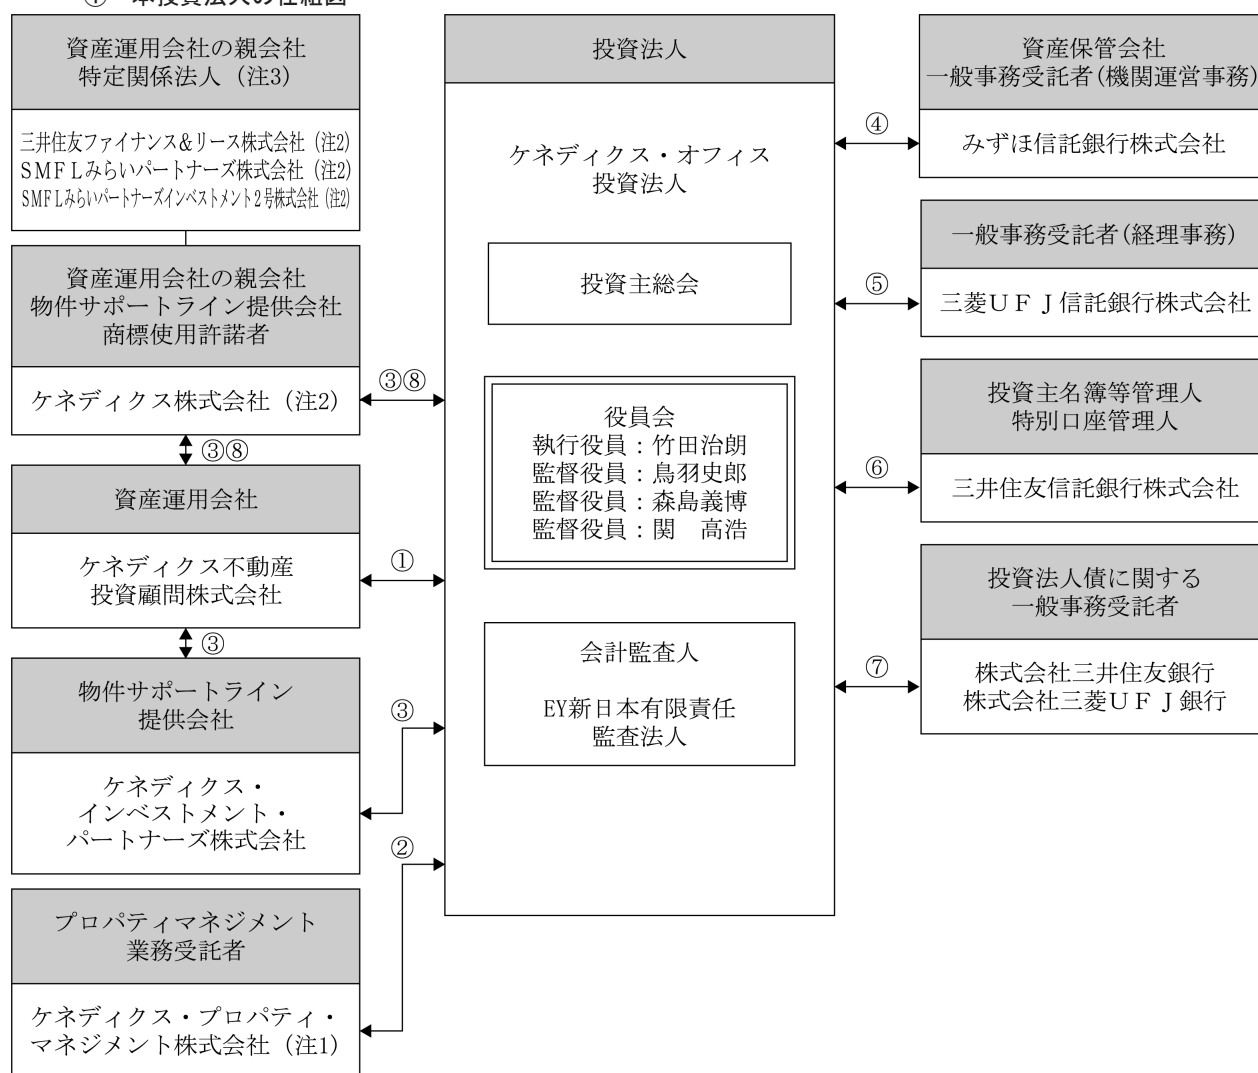 ① 本投資法人の仕組図
資産運用会社の親会社
特定関係法人（注3）
三井住友ファイナンス＆リース株式会社（注2）
ＳＭＦＬみらいパートナーズ株式会社（注2）
SMFLみらいパートナーズインベストメント２号株式会社（注2）
資産運用会社の親会社
物件サポートライン提供会社
商標使用許諾者
ケネディクス株式会社（注2）
③⑧
③⑧
資産運用会社
ケネディクス不動産
投資顧問株式会社
①
③
物件サポートライン
提供会社
ケネディクス・
インベストメント・
パートナーズ株式会社
③
プロパティマネジメント
業務受託者
ケネディクス・プロパティ・
マネジメント株式会社（注1）
②
投資法人
ケネディクス・オフィス
投資法人
投資主総会
役員会
執行役員：竹田治朗
監督役員：鳥羽史郎
監督役員：森島義博
監督役員：関　高浩
会計監査人
EY新日本有限責任
監査法人
資産保管会社
一般事務受託者(機関運営事務)
④
みずほ信託銀行株式会社
一般事務受託者(経理事務)
⑤
三菱ＵＦＪ信託銀行株式会社
投資主名簿等管理人
特別口座管理人
⑥
三井住友信託銀行株式会社
投資法人債に関する
一般事務受託者
⑦
株式会社三井住友銀行
株式会社三菱ＵＦＪ銀行